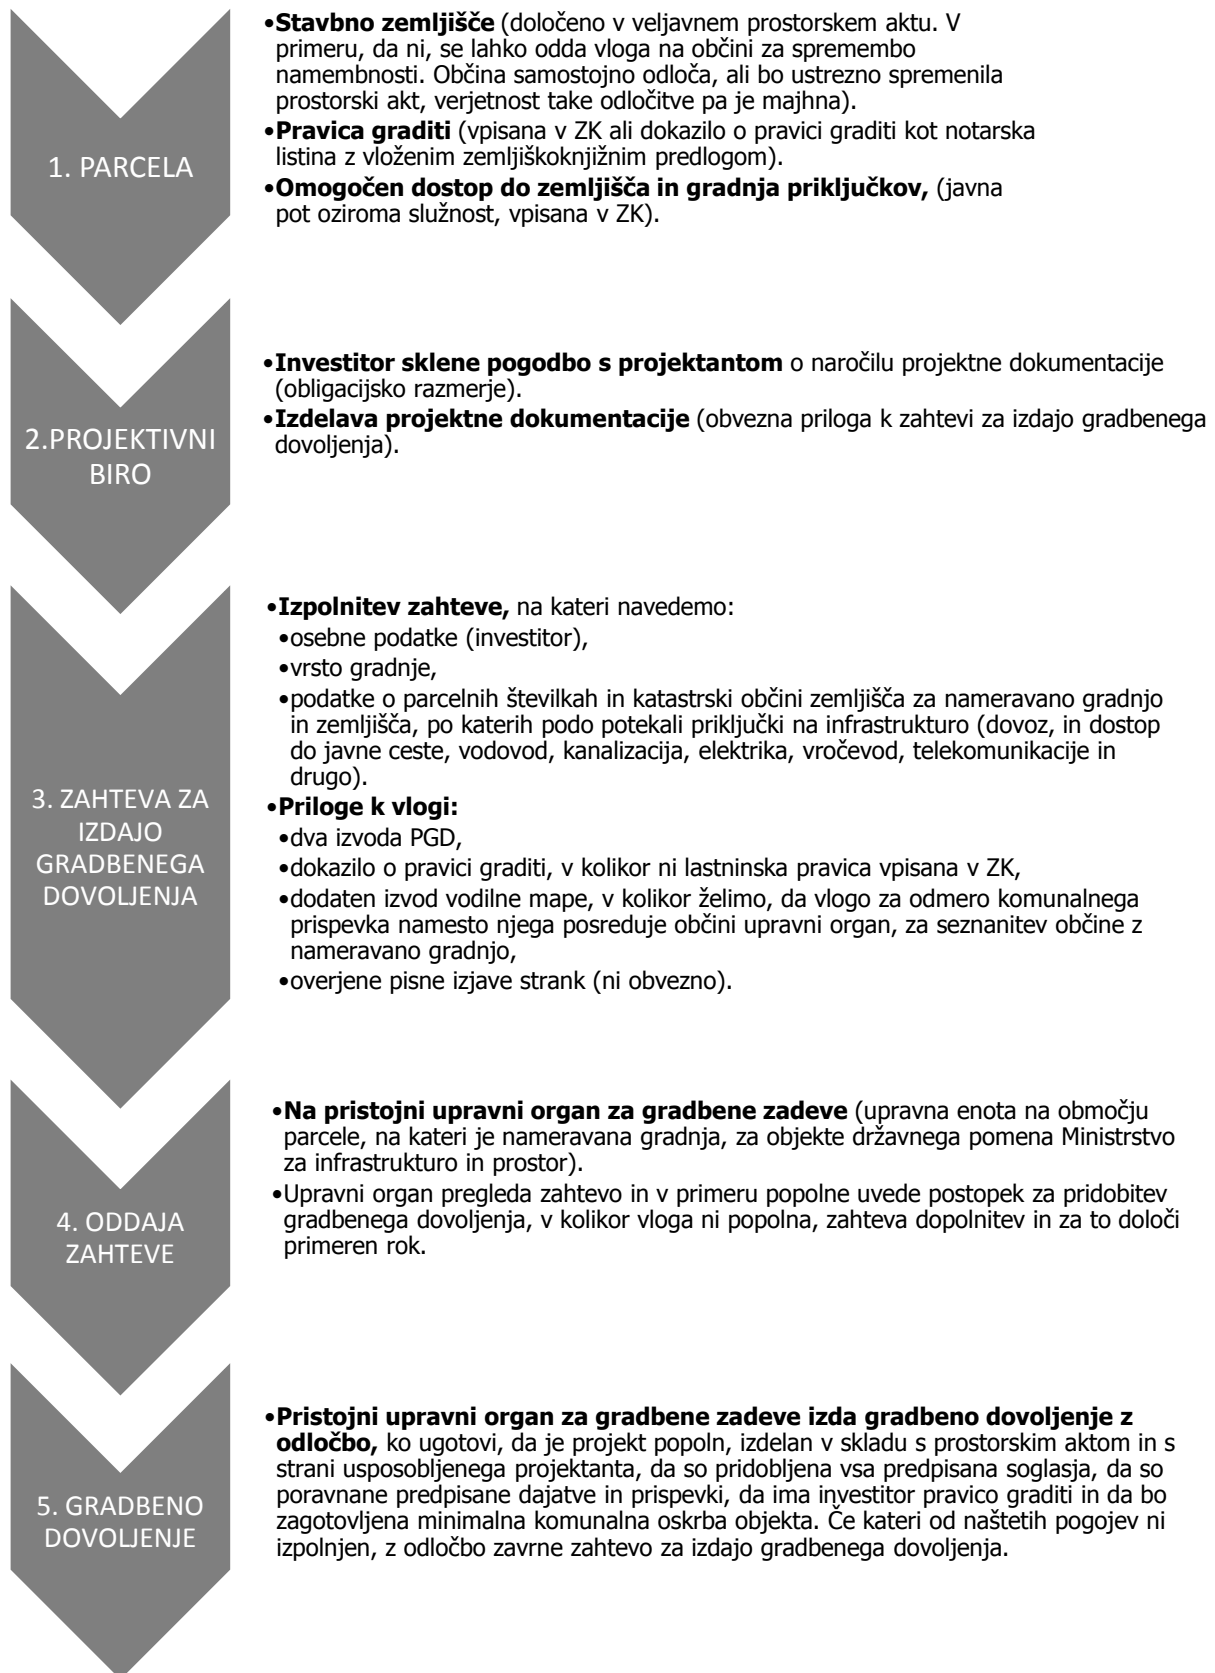 1. PARCELA
•Stavbno zemljišče (določeno v veljavnem prostorskem aktu. V
primeru, da ni, se lahko odda vloga na občini za spremembo
namembnosti. Občina samostojno odloča, ali bo ustrezno spremenila
prostorski akt, verjetnost take odločitve pa je majhna).
•Pravica graditi (vpisana v ZK ali dokazilo o pravici graditi kot notarska
listina z vloženim zemljiškoknjižnim predlogom).
•Omogočen dostop do zemljišča in gradnja priključkov, (javna
pot oziroma služnost, vpisana v ZK).
2.PROJEKTIVNI
BIRO
•Investitor sklene pogodbo s projektantom o naročilu projektne dokumentacije
(obligacijsko razmerje).
•Izdelava projektne dokumentacije (obvezna priloga k zahtevi za izdajo gradbenega
dovoljenja).
3. ZAHTEVA ZA
IZDAJO
GRADBENEGA
DOVOLJENJA
•Izpolnitev zahteve, na kateri navedemo:
•osebne podatke (investitor),
•vrsto gradnje,
•podatke o parcelnih številkah in katastrski občini zemljišča za nameravano gradnjo
in zemljišča, po katerih podo potekali priključki na infrastrukturo (dovoz, in dostop
do javne ceste, vodovod, kanalizacija, elektrika, vročevod, telekomunikacije in
drugo).
•Priloge k vlogi:
•dva izvoda PGD,
•dokazilo o pravici graditi, v kolikor ni lastninska pravica vpisana v ZK,
•dodaten izvod vodilne mape, v kolikor želimo, da vlogo za odmero komunalnega
prispevka namesto njega posreduje občini upravni organ, za seznanitev občine z
nameravano gradnjo,
•overjene pisne izjave strank (ni obvezno).
4. ODDAJA
ZAHTEVE
•Na pristojni upravni organ za gradbene zadeve (upravna enota na območju
parcele, na kateri je nameravana gradnja, za objekte državnega pomena Ministrstvo
za infrastrukturo in prostor).
•Upravni organ pregleda zahtevo in v primeru popolne uvede postopek za pridobitev
gradbenega dovoljenja, v kolikor vloga ni popolna, zahteva dopolnitev in za to določi
primeren rok.
5. GRADBENO
DOVOLJENJE
•Pristojni upravni organ za gradbene zadeve izda gradbeno dovoljenje z
odločbo, ko ugotovi, da je projekt popoln, izdelan v skladu s prostorskim aktom in s
strani usposobljenega projektanta, da so pridobljena vsa predpisana soglasja, da so
poravnane predpisane dajatve in prispevki, da ima investitor pravico graditi in da bo
zagotovljena minimalna komunalna oskrba objekta. Če kateri od naštetih pogojev ni
izpolnjen, z odločbo zavrne zahtevo za izdajo gradbenega dovoljenja.